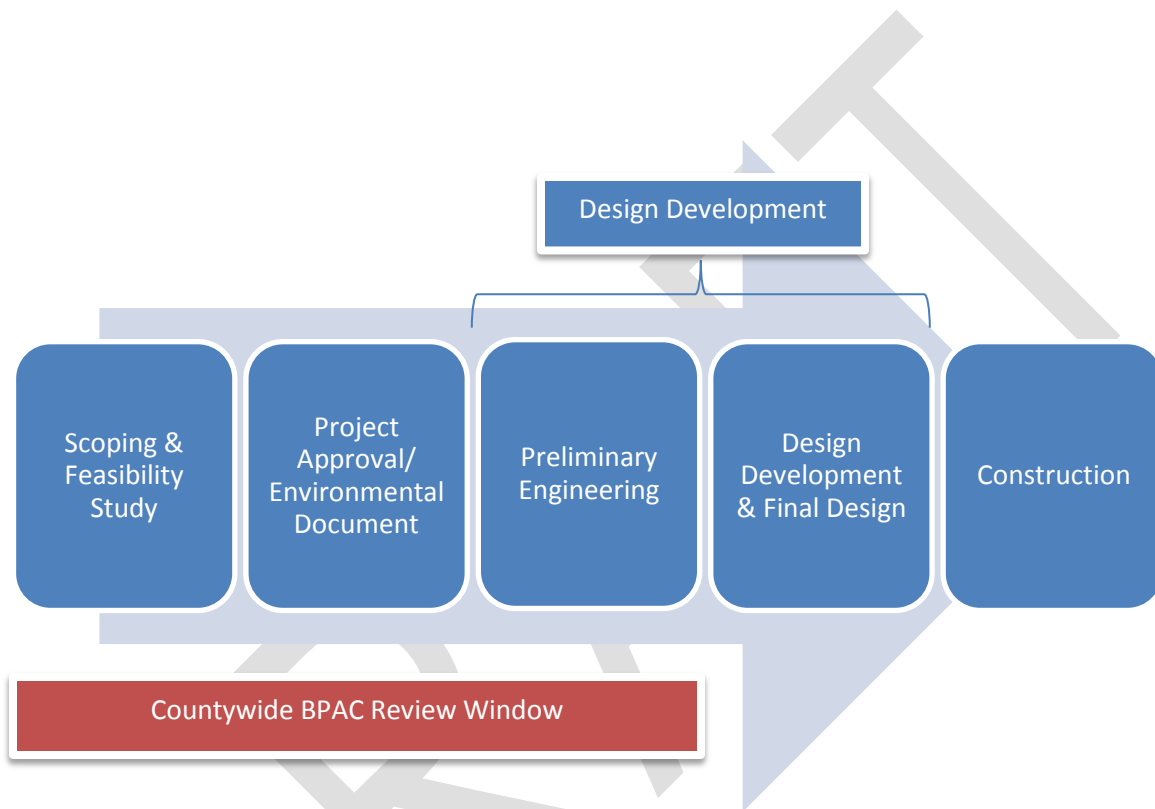 Design Development
Scoping &
Feasibility
Study
Project
Approval/
Environmental
Document
Preliminary
Engineering
Design
Development
& Final Design
Construction
Countywide BPAC Review Window